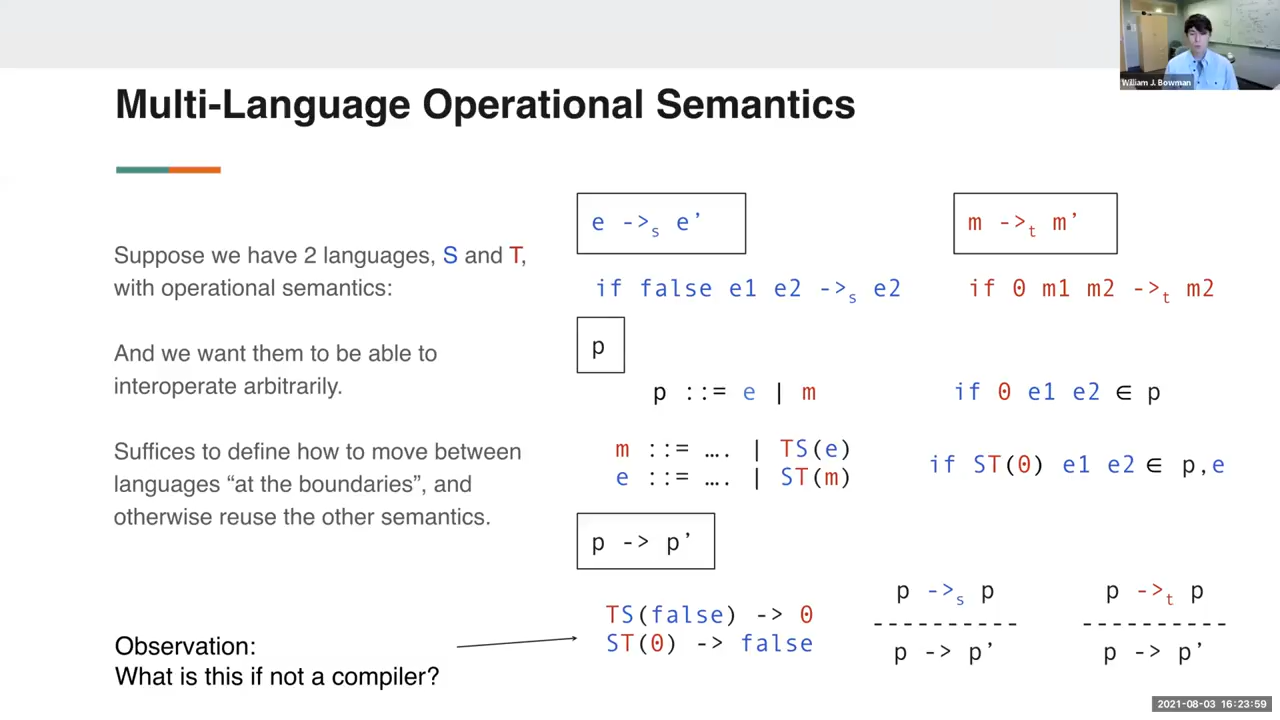 William J. Bowman
Multi-Language Operational Semantics
e ->s e’
m ->t m’
Suppose we have 2 languages, S and T,
with operational semantics:
if false e1 e2 ->s e2
if 0 m1 m2 ->t m2
And we want them to be able to
interoperate arbitrarily.
p
p ::= e | m
if 0 e1 e2 ∈ p
Suffices to define how to move between
languages “at the boundaries”, and
otherwise reuse the other semantics.
m ::= …. | TS(e)
e ::= …. | ST(m)
if ST(0) e1 e2 ∈ p,e
p -> p’
TS(false) -> 0
ST(0) -> false
p ->s p
----------
p -> p’
p ->t p
----------
p -> p’
Observation:
What is this if not a compiler?
2021-08-03 16:23:59